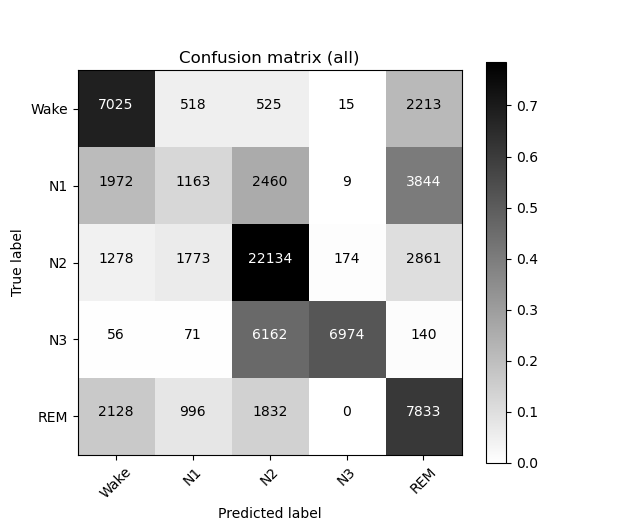 Confusion matrix (all)
Wake 7025 518 525 15 2213
N1 1972 1163 2460 9 3844
N2 1278 1773 22134 174 2861
N3 56 71 6162 6974 140
REM 2128 996 1832 0 7833
Wake N1 N2 N3 REM
Predicted label
True label
0.7
0.6
0.5
0.4
0.3
0.2
0.1
0.0